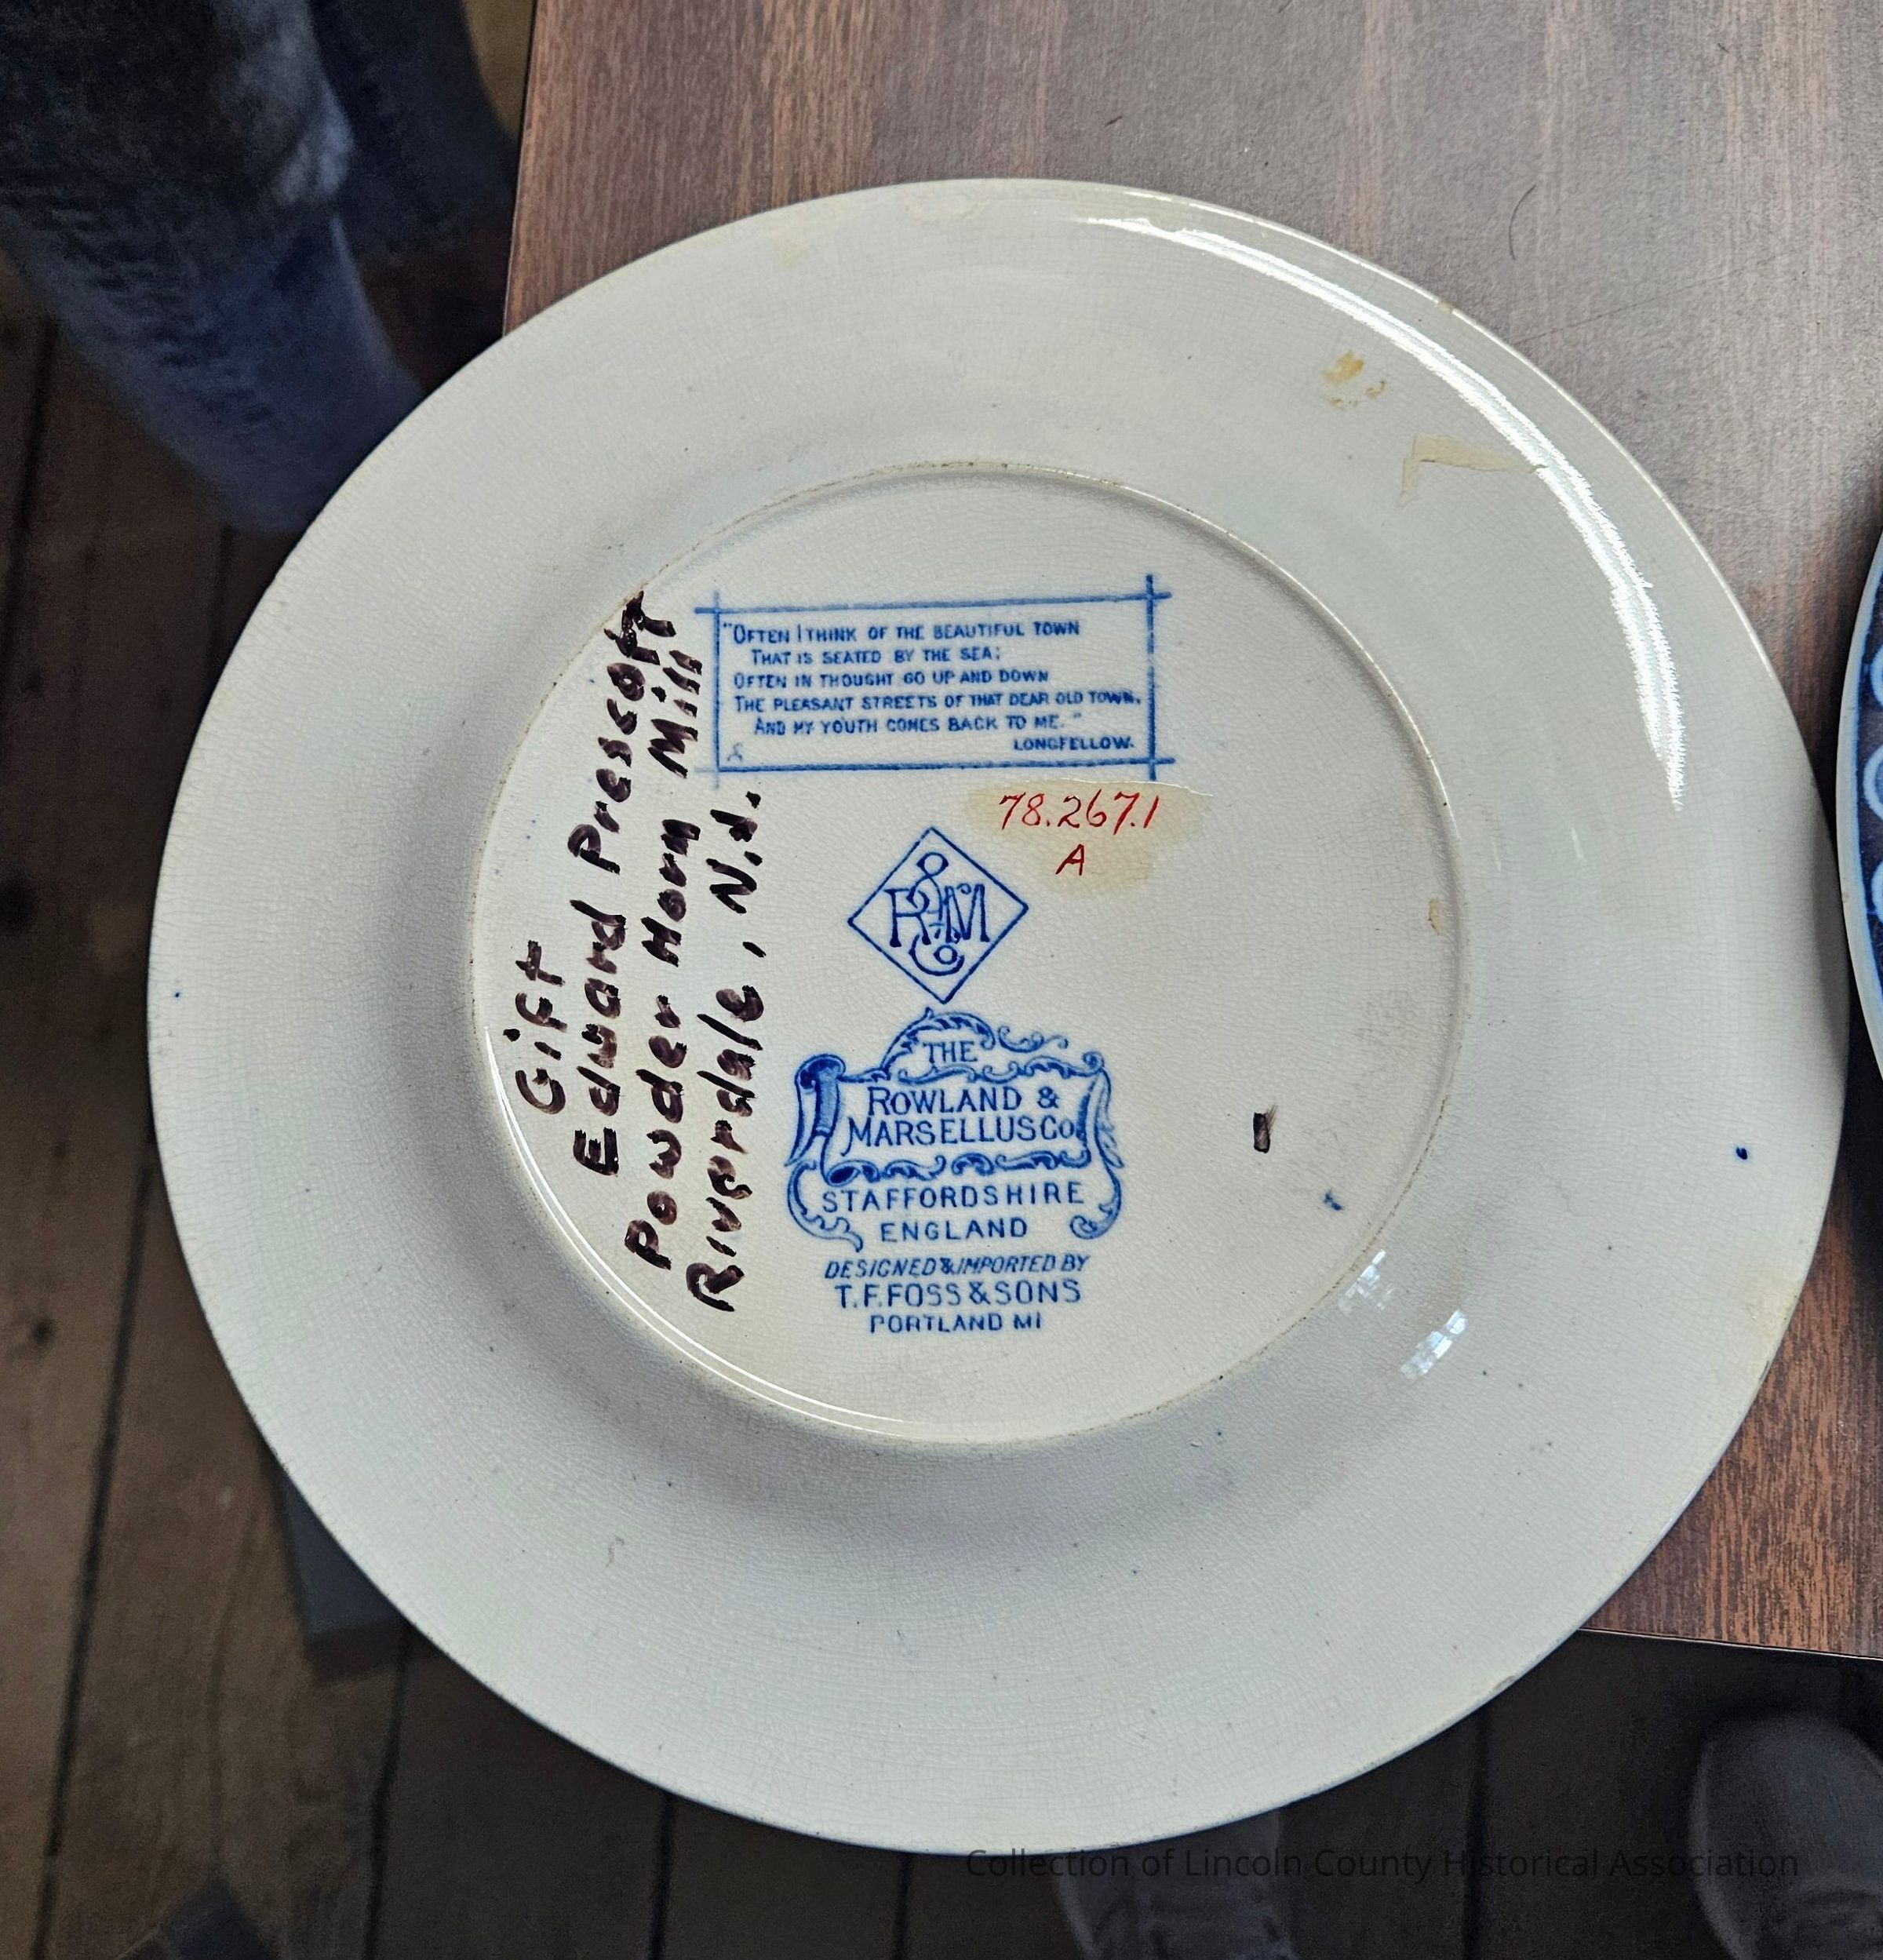 "OFTEN I THINK OF THE BEAUTIFUL TOWN
THAT IS SEATED BY THE SEA;
OFTEN IN THOUGHT GO UP AND DOWN
THE PLEASANT STREETS OF THAT DEAR OLD TOWN,
AND MY YOUTH COMES BACK TO ME."
LONGFELLOW.
78.267.1
A
R & M
Co
THE
ROWLAND &
MARSELLUS Co.
STAFFORDSHIRE
ENGLAND
DESIGNED & IMPORTED BY
T. F. FOSS & SONS
PORTLAND ME
Gift
Edward Prescott
Powder Horn Mill
Riverdale, N.J.
Collection of Lincoln County Historical Association